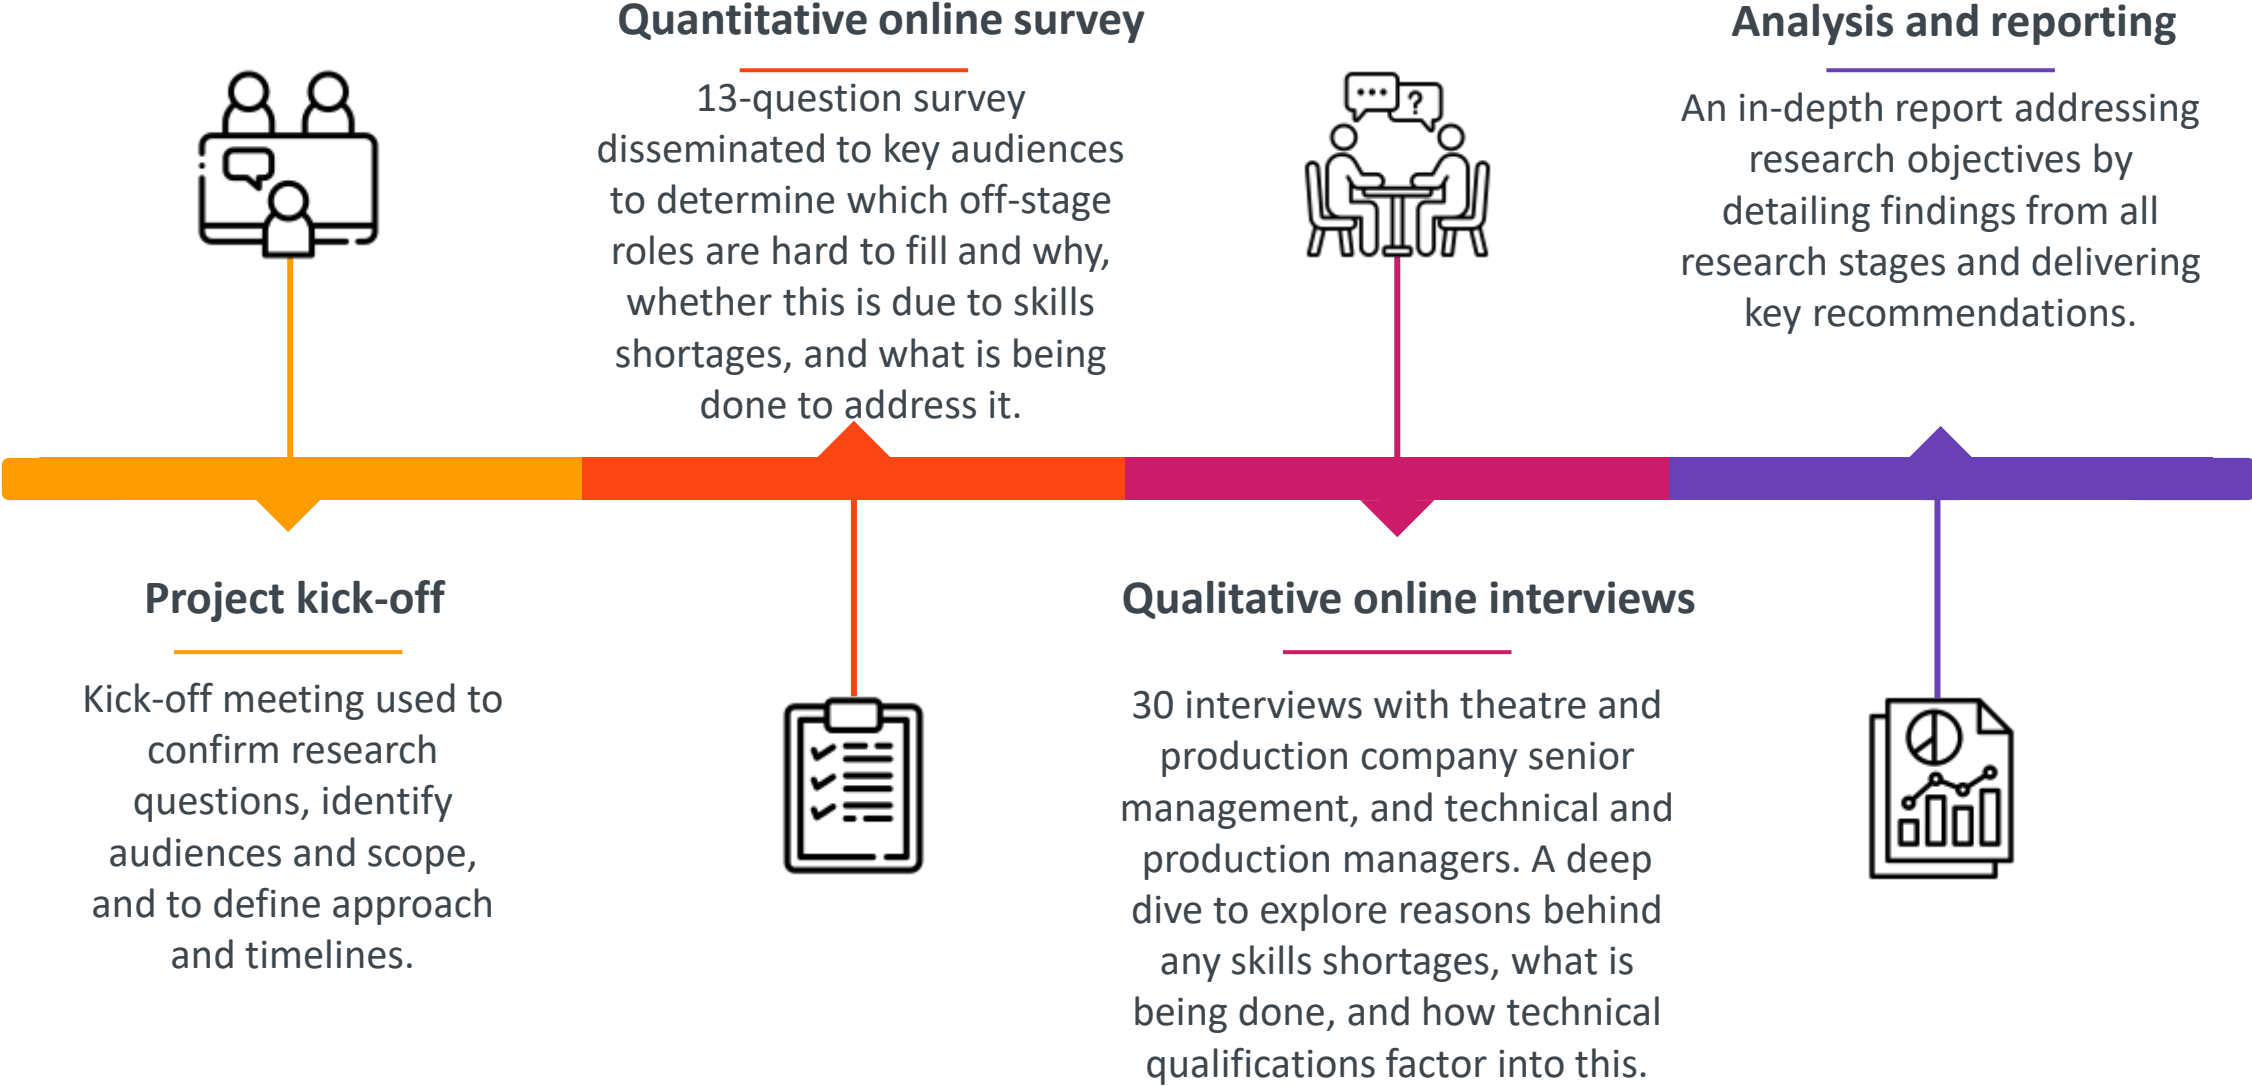 Project kick-off
Kick-off meeting used to
confirm research
questions, identify
audiences and scope,
and to define approach
and timelines.
Quantitative online survey
13-question survey
disseminated to key audiences
to determine which off-stage
roles are hard to fill and why,
whether this is due to skills
shortages, and what is being
done to address it.
Qualitative online interviews
30 interviews with theatre and
production company senior
management, and technical and
production managers. A deep
dive to explore reasons behind
any skills shortages, what is
being done, and how technical
qualifications factor into this.
Analysis and reporting
An in-depth report addressing
research objectives by
detailing findings from all
research stages and delivering
key recommendations.